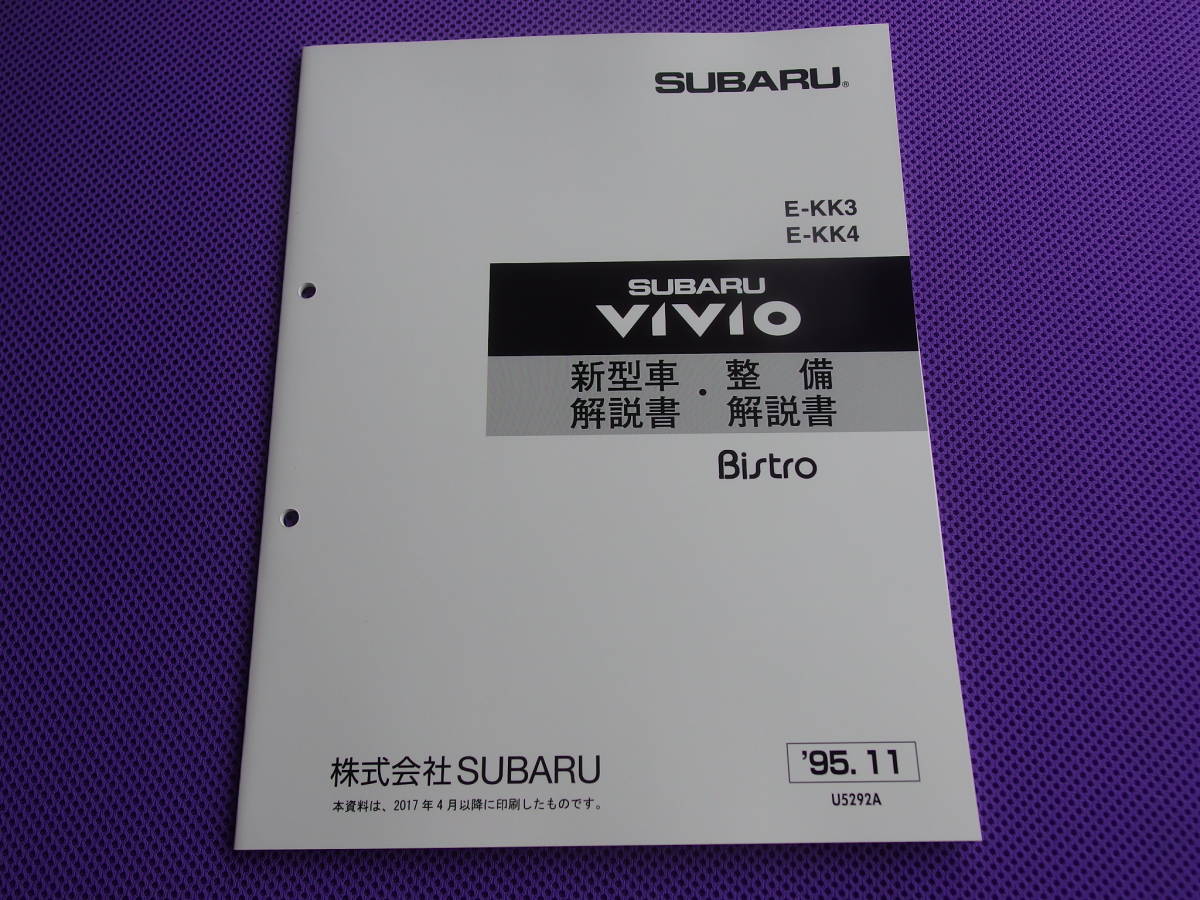 SUBARU®
E-KK3
E-KK4
SUBARU
VIVIO
新型車 ・ 整備
解説書 解説書
Bistro
株式会社SUBARU
本資料は、2017年4月以降に印刷したものです。
'95.11
U5292A